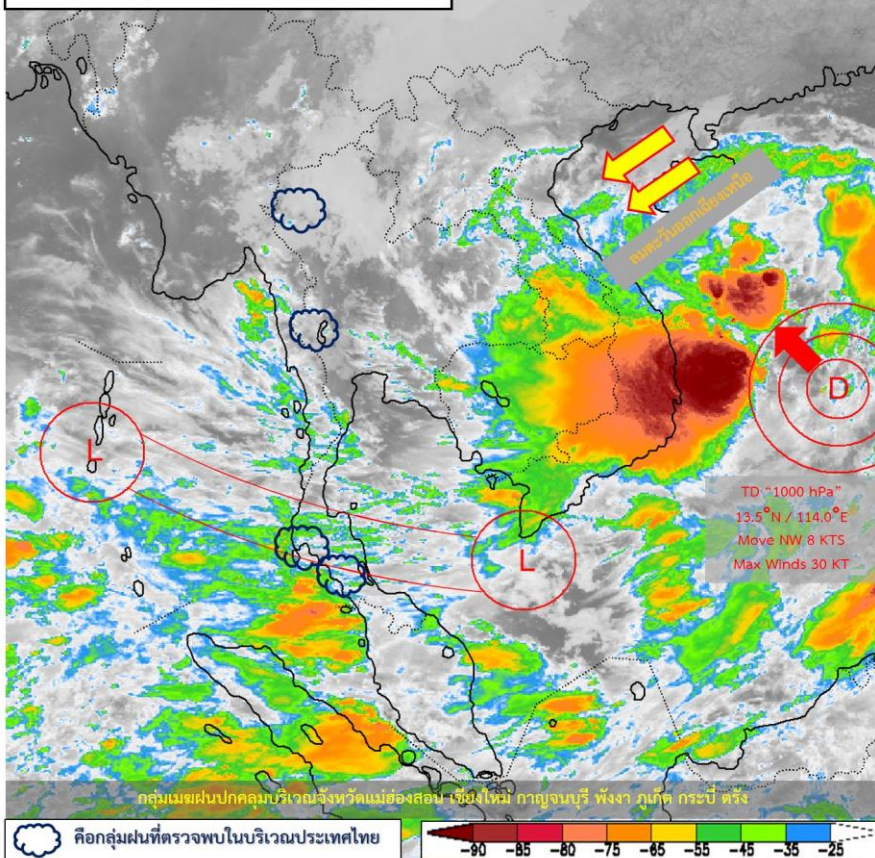 ลมตะวันออกเฉียงเหนือ
D
L
L
TD "1000 hPa"
13.5°N / 114.0°E
Move NW 8 KTS
Max Winds 30 KT
กลุ่มเมฆฝนปกคลุมบริเวณจังหวัดแม่ฮ่องสอน เชียงใหม่ กาญจนบุรี พังงา ภูเก็ต กระบี่ ตรัง
คือกลุ่มฝนที่ตรวจพบในบริเวณประเทศไทย
-90 -85 -80 -75 -65 -55 -45 -35 -25